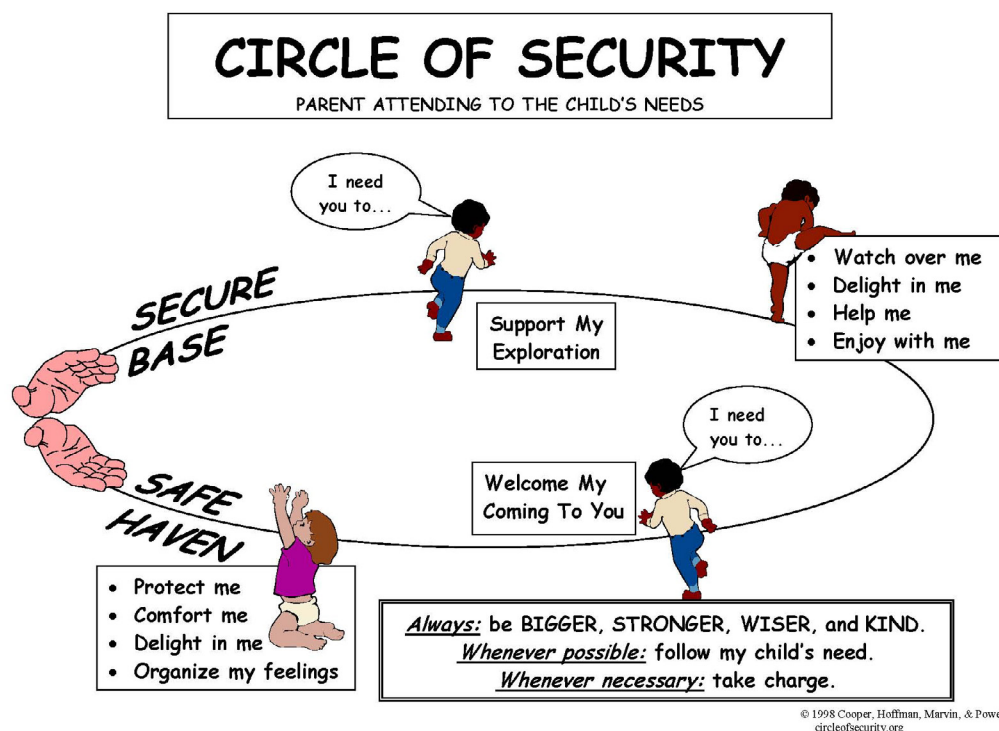 CIRCLE OF SECURITY
PARENT ATTENDING TO THE CHILD'S NEEDS
I need
you to...
SECURE
BASE
Support My
Exploration
• Watch over me
• Delight in me
• Help me
• Enjoy with me
I need
you to...
Welcome My
Coming To You
SAFE
HAVEN
• Protect me
• Comfort me
• Delight in me
• Organize my feelings
Always: be BIGGER, STRONGER, WISER, and KIND.
Whenever possible: follow my child's need.
Whenever necessary: take charge.
© 1998 Cooper, Hoffman, Marvin, & Powe
circleofsecurity.org